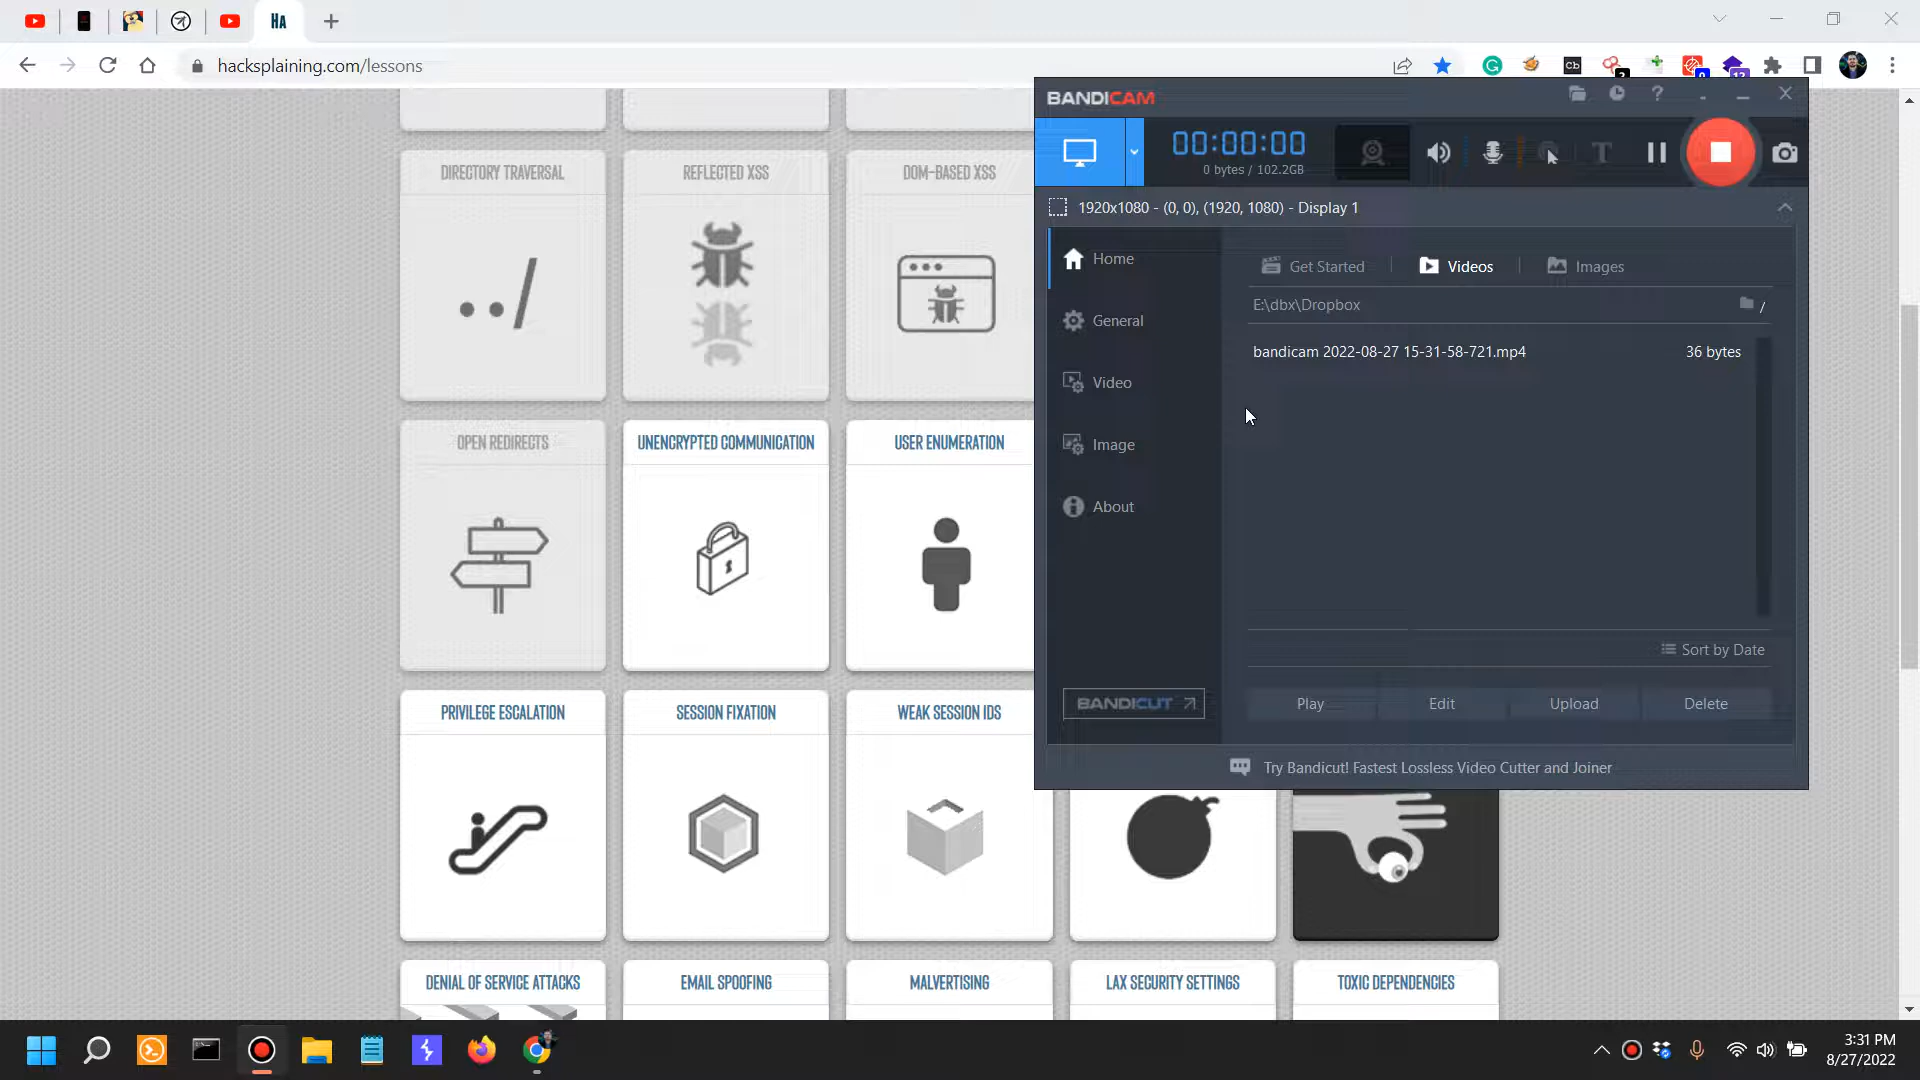 Ha
hacksplaining.com/lessons
Cb
BANDICAM
00:00:00
0 bytes / 102.2GB
T
1920x1080 - (0, 0), (1920, 1080) - Display 1
Home
General
Video
Image
About
Get Started
Videos
Images
E:\dbx\Dropbox
bandicam 2022-08-27 15-31-58-721.mp4
36 bytes
Sort by Date
BANDICUT
Play
Edit
Upload
Delete
Try Bandicut! Fastest Lossless Video Cutter and Joiner
DIRECTORY TRAVERSAL
REFLECTED XSS
DOM-BASED XSS
../
OPEN REDIRECTS
UNENCRYPTED COMMUNICATION
USER ENUMERATION
PRIVILEGE ESCALATION
SESSION FIXATION
WEAK SESSION IDS
DENIAL OF SERVICE ATTACKS
EMAIL SPOOFING
MALVERTISING
LAX SECURITY SETTINGS
TOXIC DEPENDENCIES
3:31 PM
8/27/2022